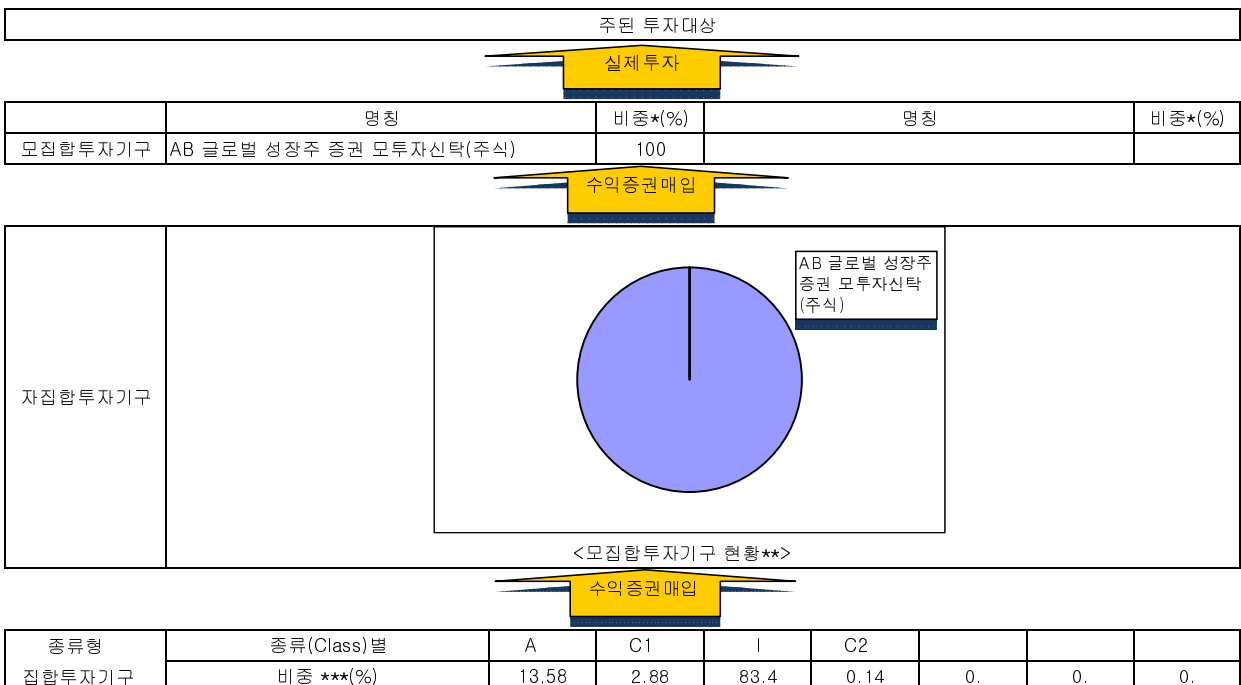 주된 투자대상
실제투자
명칭 비중*(%) 명칭 비중*(%)
모집합투자기구 AB 글로벌 성장주 증권 모투자신탁(주식) 100
수익증권매입
AB 글로벌 성장주
증권 모투자신탁
(주식)
자집합투자기구
<모집합투자기구 현황**>
수익증권매입
종류형 종류(Class)별 A C1 I C2
집합투자기구 비중 ***(%) 13,58 2.88 83.4 0.14 0. 0. 0.